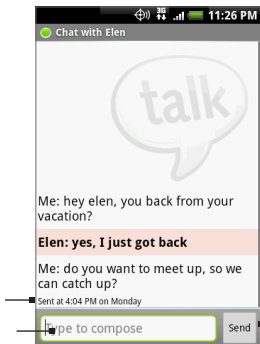 3G 11:26 PM
Chat with Elen
talk
Me: hey elen, you back from your
vacation?
Elen: yes, I just got back
Me: do you want to meet up, so we
can catch up?
Sent at 4:04 PM on Monday
Type to compose
Send